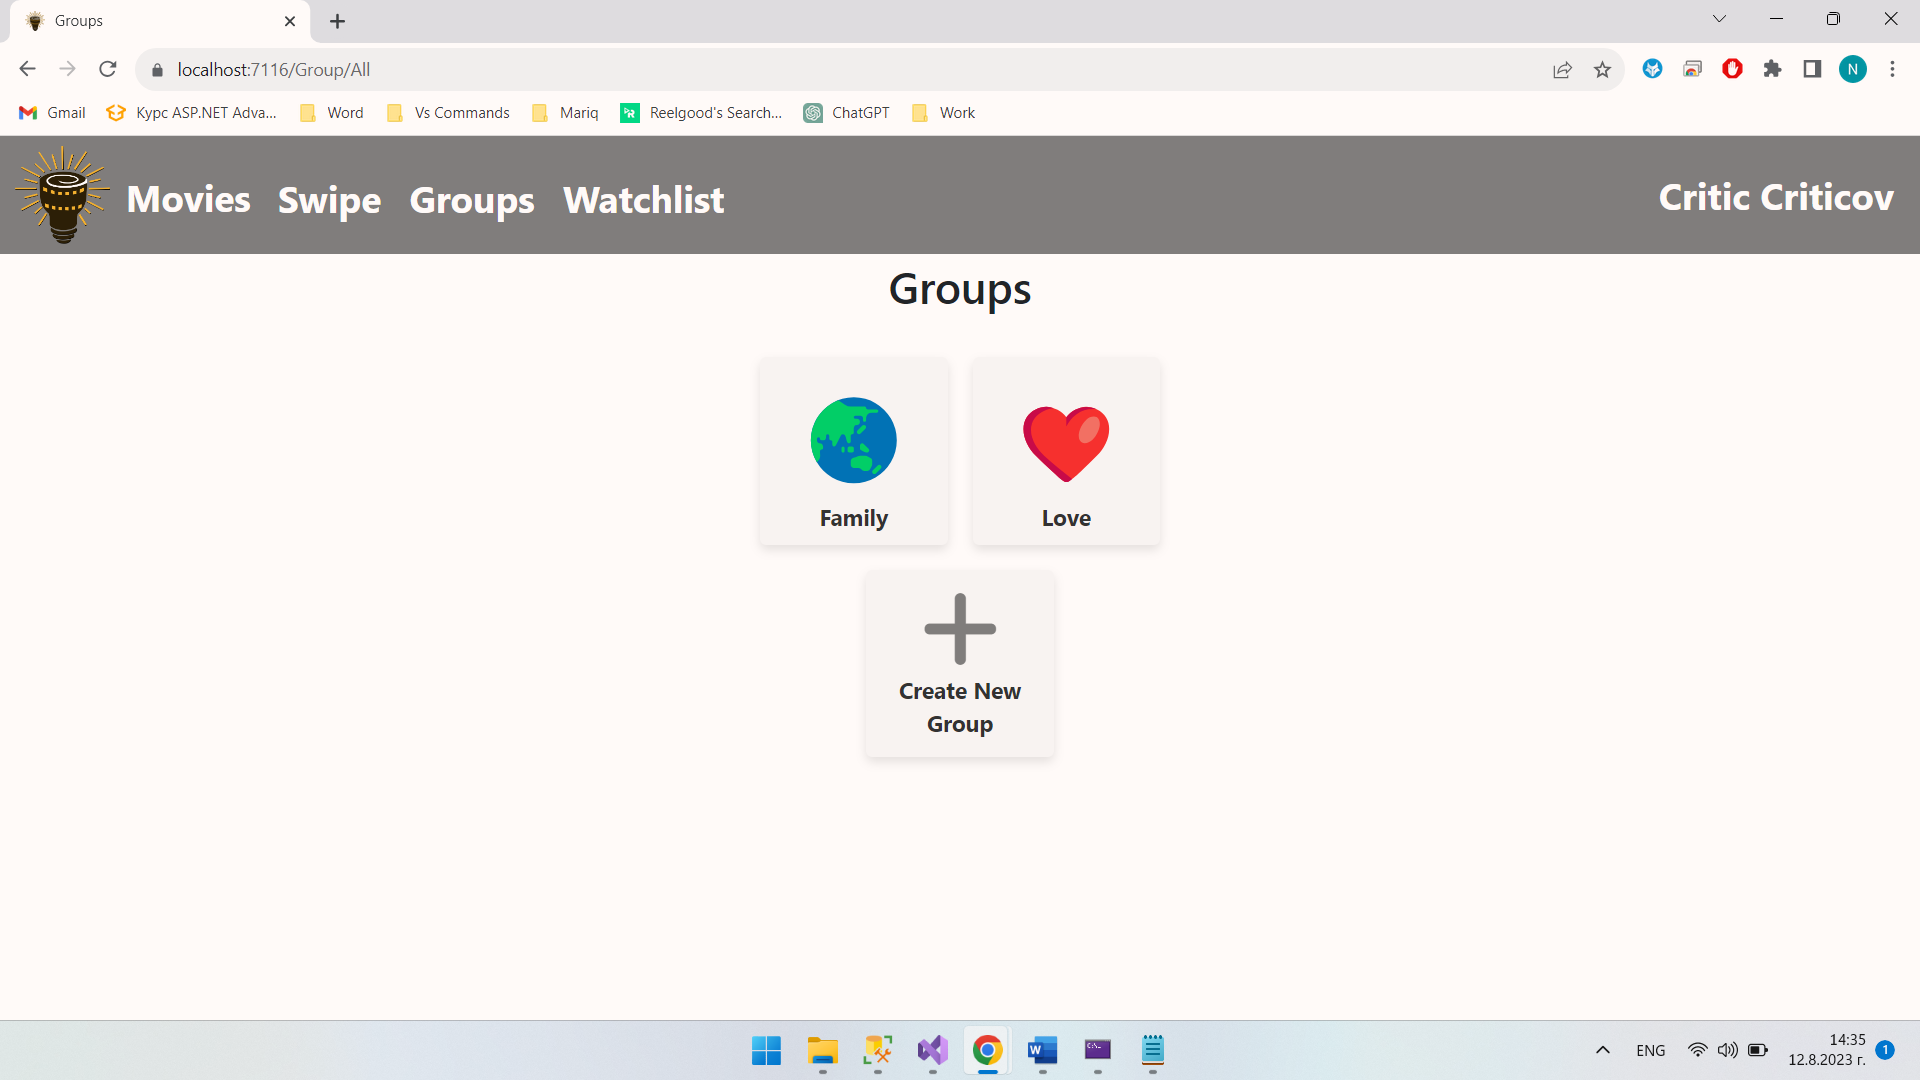 Groups
localhost:7116/Group/All
N
Gmail
Курс ASP.NET Adva...
Word
Vs Commands
Mariq
Reelgood's Search...
ChatGPT
Work
Movies
Swipe
Groups
Watchlist
Critic Criticov
Groups
Family
Love
Create New
Group
ENG
14:35
12.8.2023 г.
1